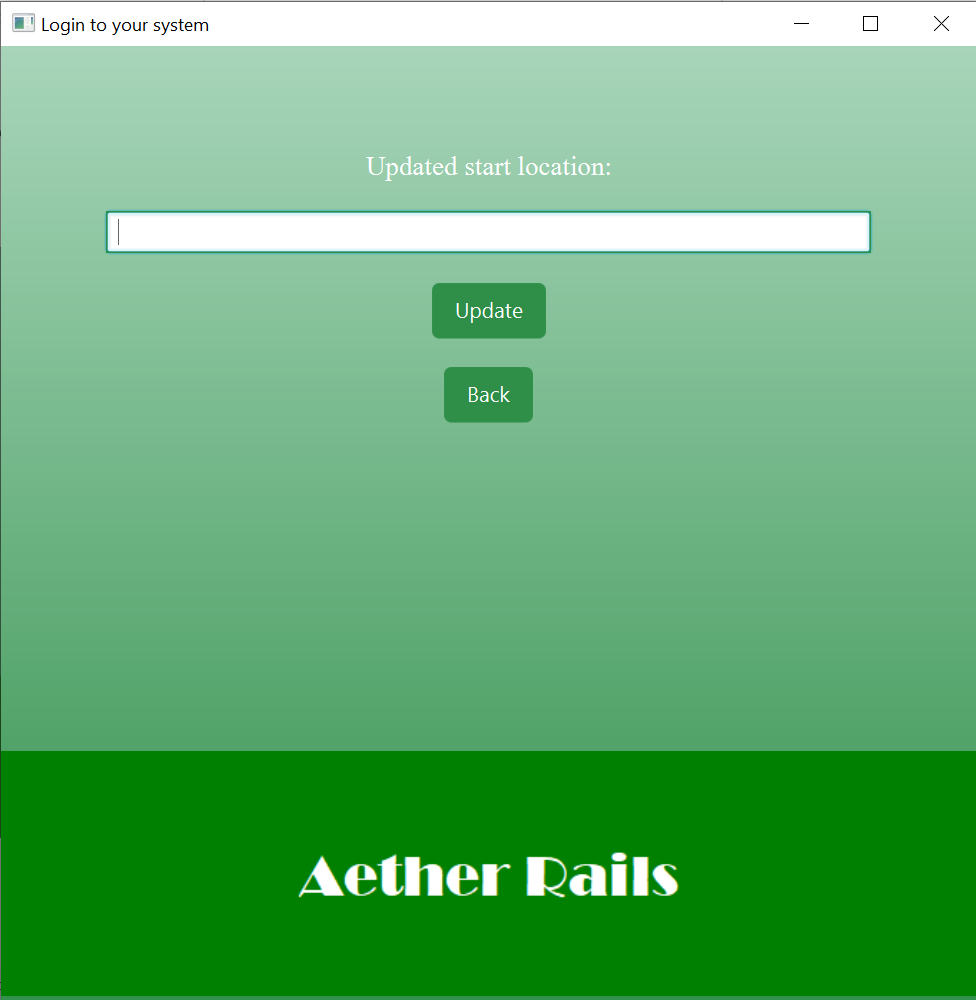 Login to your system
Updated start location:
Update
Back
Aether Rails